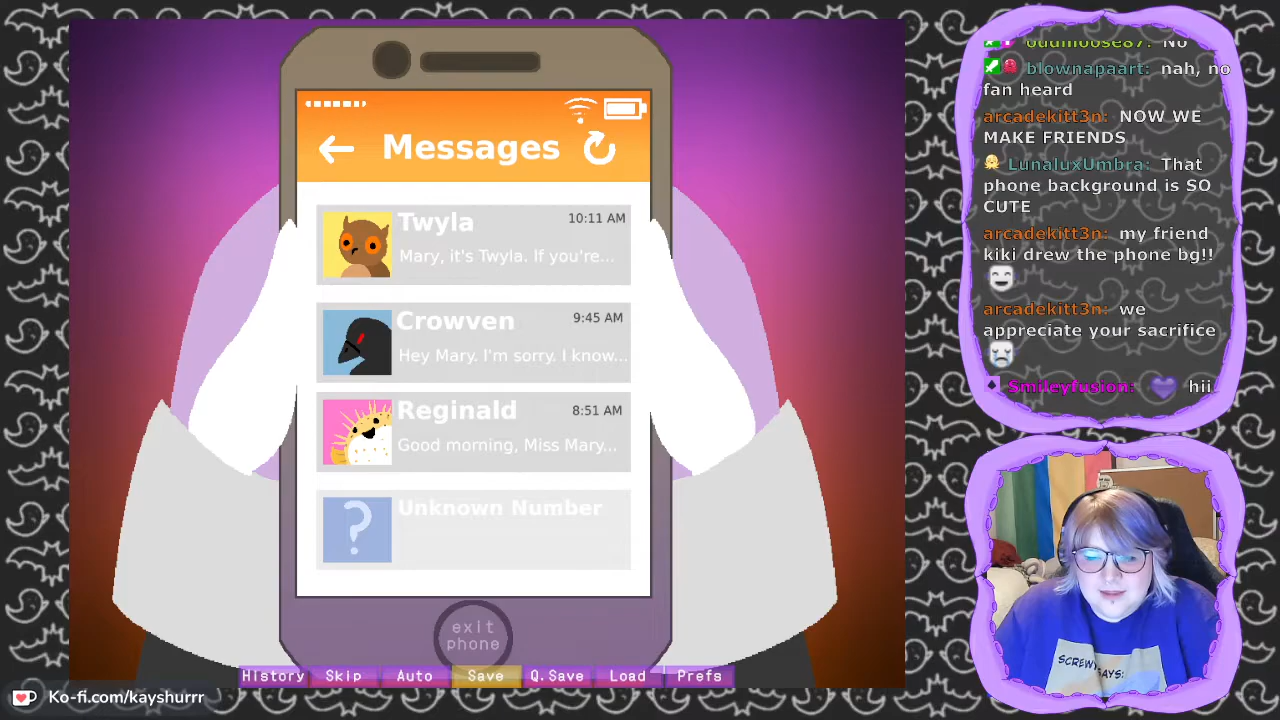 Messages
Twyla
10:11 AM
Mary, it's Twyla. If you're...
Crowven
9:45 AM
Hey Mary. I'm sorry. I know...
Reginald
8:51 AM
Good morning, Miss Mary...
Unknown Number
?
exit
phone
History Skip Auto Save Q.Save Load Prefs
Ko-fi.com/kayshurrr
oddmoose87: No
blownapaart: nah, no
fan heard
arcadekitt3n: NOW WE
MAKE FRIENDS
LunaluxUmbra: That
phone background is SO
CUTE
arcadekitt3n: my friend
kiki drew the phone bg!!
arcadekitt3n: we
appreciate your sacrifice
Smileyfusion: hii
SCREWY SAYS: